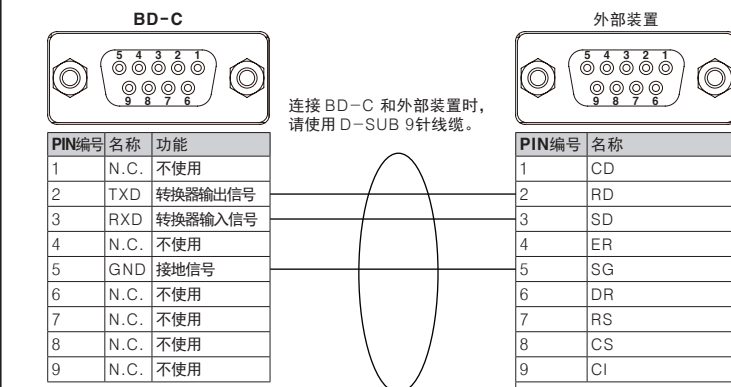 BD-C
5 4 3 2 1
9 8 7 6
PIN编号 名称 功能
1 N.C. 不使用
2 TXD 转换器输出信号
3 RXD 转换器输入信号
4 N.C. 不使用
5 GND 接地信号
6 N.C. 不使用
7 N.C. 不使用
8 N.C. 不使用
9 N.C. 不使用
连接 BD-C 和外部装置时，
请使用 D-SUB 9针线缆。
外部装置
5 4 3 2 1
9 8 7 6
PIN编号 名称
1 CD
2 RD
3 SD
4 ER
5 SG
6 DR
7 RS
8 CS
9 CI